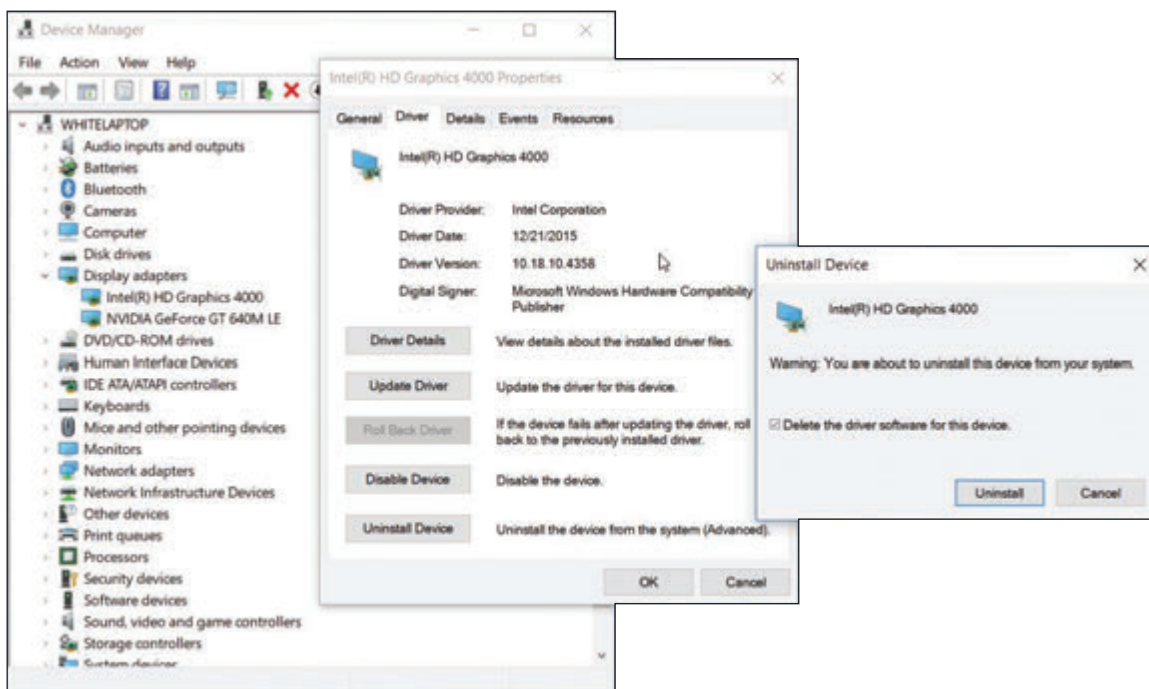 Device Manager
File Action View Help
WHITELAPTOP
Audio inputs and outputs
Batteries
Bluetooth
Cameras
Computer
Disk drives
Display adapters
Intel(R) HD Graphics 4000
NVIDIA GeForce GT 640M LE
DVD/CD-ROM drives
Human Interface Devices
IDE ATA/ATAPI controllers
Keyboards
Mice and other pointing devices
Monitors
Network adapters
Network Infrastructure Devices
Other devices
Print queues
Processors
Security devices
Software devices
Sound, video and game controllers
Storage controllers
System devices
Intel(R) HD Graphics 4000 Properties
General Driver Details Events Resources
Intel(R) HD Graphics 4000
Driver Provider: Intel Corporation
Driver Date: 12/21/2015
Driver Version: 10.18.10.4358
Digital Signer: Microsoft Windows Hardware Compatibility
Publisher
Driver Details View details about the installed driver files.
Update Driver Update the driver for this device.
Roll Back Driver If the device fails after updating the driver, roll
back to the previously installed driver.
Disable Device Disable the device.
Uninstall Device Uninstall the device from the system (Advanced).
OK Cancel
Uninstall Device
Intel(R) HD Graphics 4000
Warning: You are about to uninstall this device from your system.
Delete the driver software for this device.
Uninstall Cancel